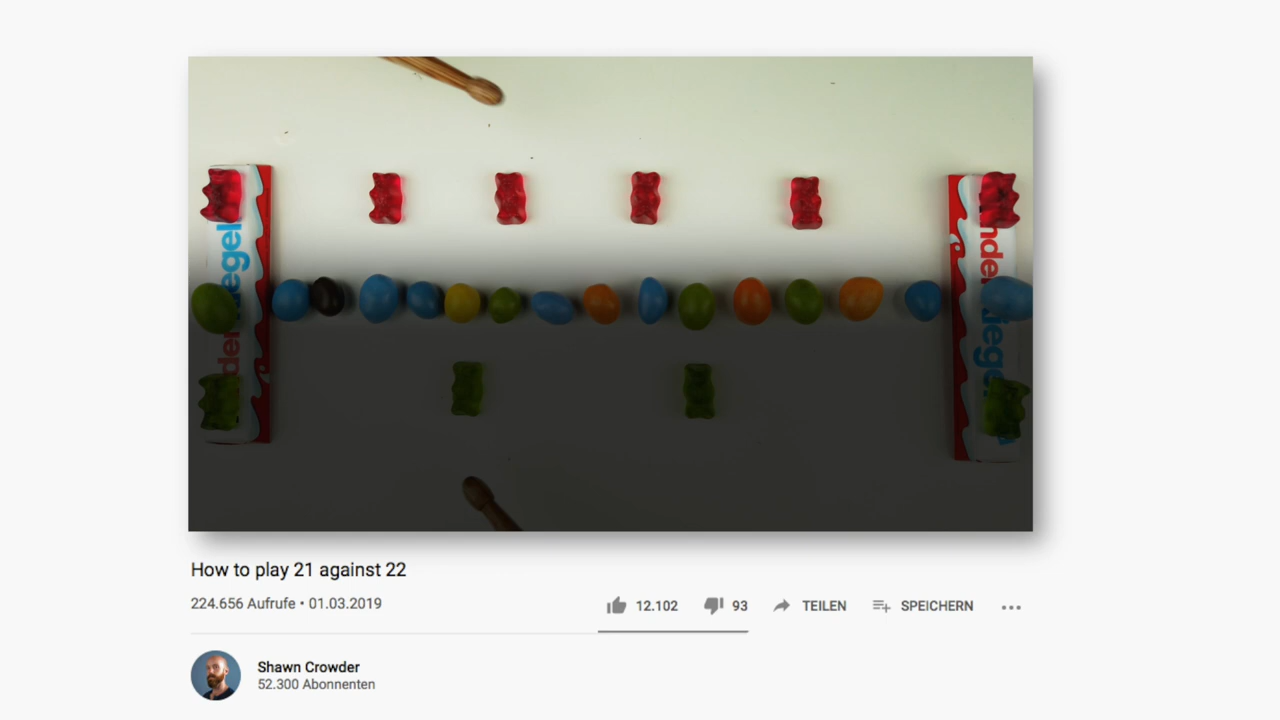 How to play 21 against 22
224.656 Aufrufe • 01.03.2019
12.102
93
TEILEN
SPEICHERN
Shawn Crowder
52.300 Abonnenten